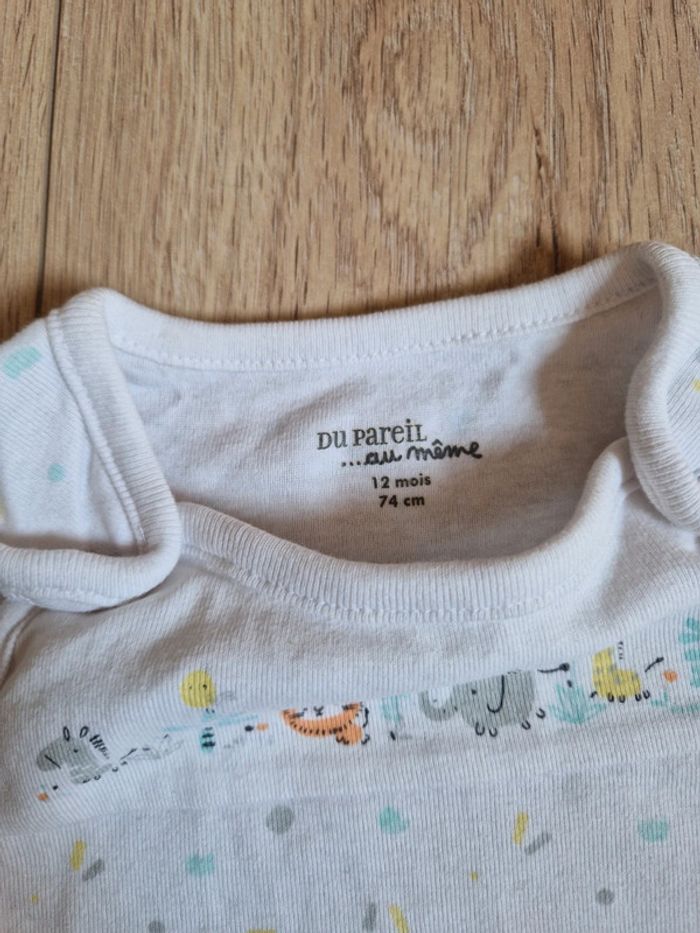 DU PAREIL
...au même
12 mois
74 cm